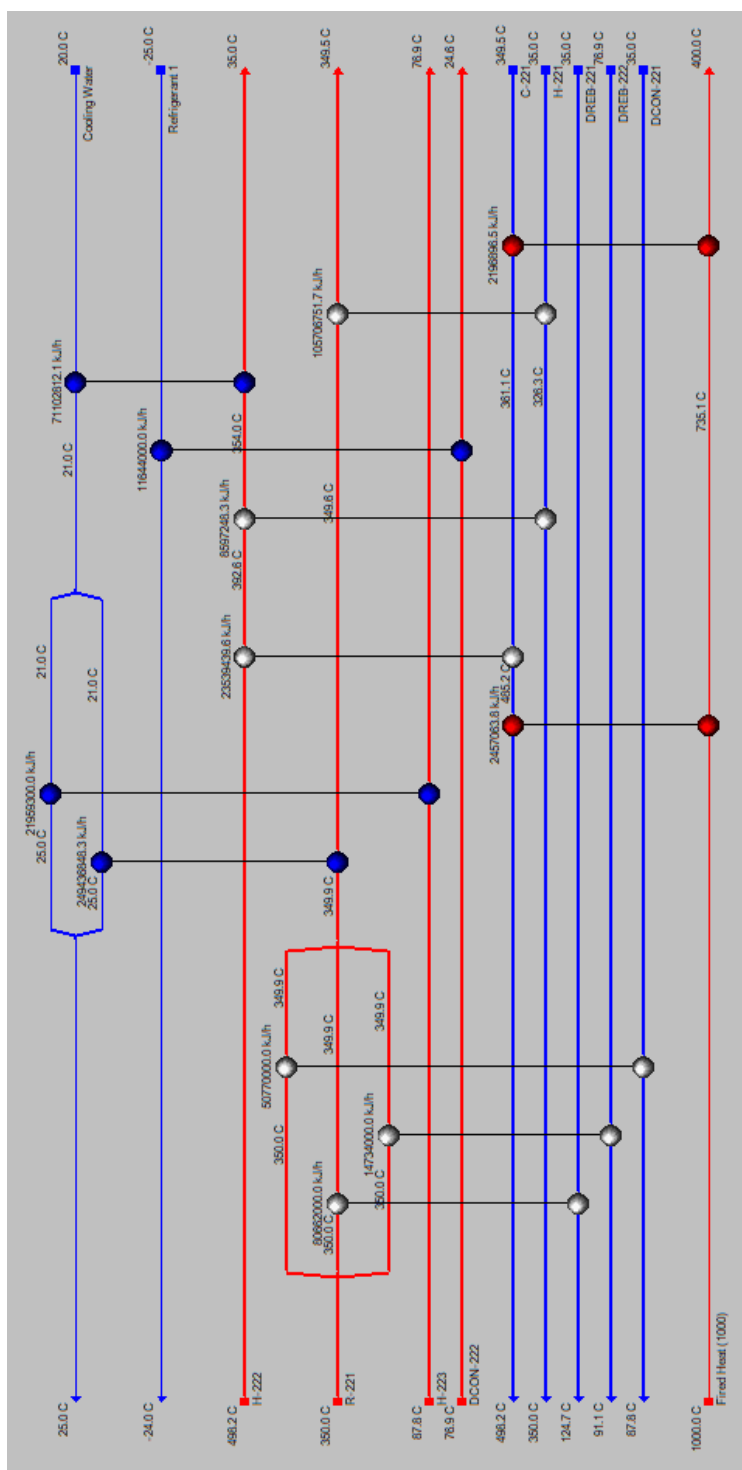 25.0 C
25.0 C
21959300.0 kJ/h
21.0 C
21.0 C
71102812.1 kJ/h
20.0 C
Cooling Water
249436848.3 kJ/h
25.0 C
21.0 C
-24.0 C
11644000.0 kJ/h
-25.0 C
Refrigerant 1
498.2 C
H-222
23539439.6 kJ/h
392.6 C
8597248.3 kJ/h
354.0 C
35.0 C
350.0 C
R-221
350.0 C
50770000.0 kJ/h
349.9 C
80662000.0 kJ/h
350.0 C
349.9 C
349.9 C
349.6 C
105706751.7 kJ/h
349.5 C
350.0 C
14734000.0 kJ/h
349.9 C
87.8 C
H-223
76.9 C
76.9 C
DCON-222
24.6 C
498.2 C
2457063.8 kJ/h
485.2 C
361.1 C
2196896.5 kJ/h
349.5 C
C-221
350.0 C
326.3 C
35.0 C
H-221
124.7 C
35.0 C
DREB-221
91.1 C
76.9 C
DREB-222
87.8 C
35.0 C
DCON-221
1000.0 C
Fired Heat (1000)
735.1 C
400.0 C